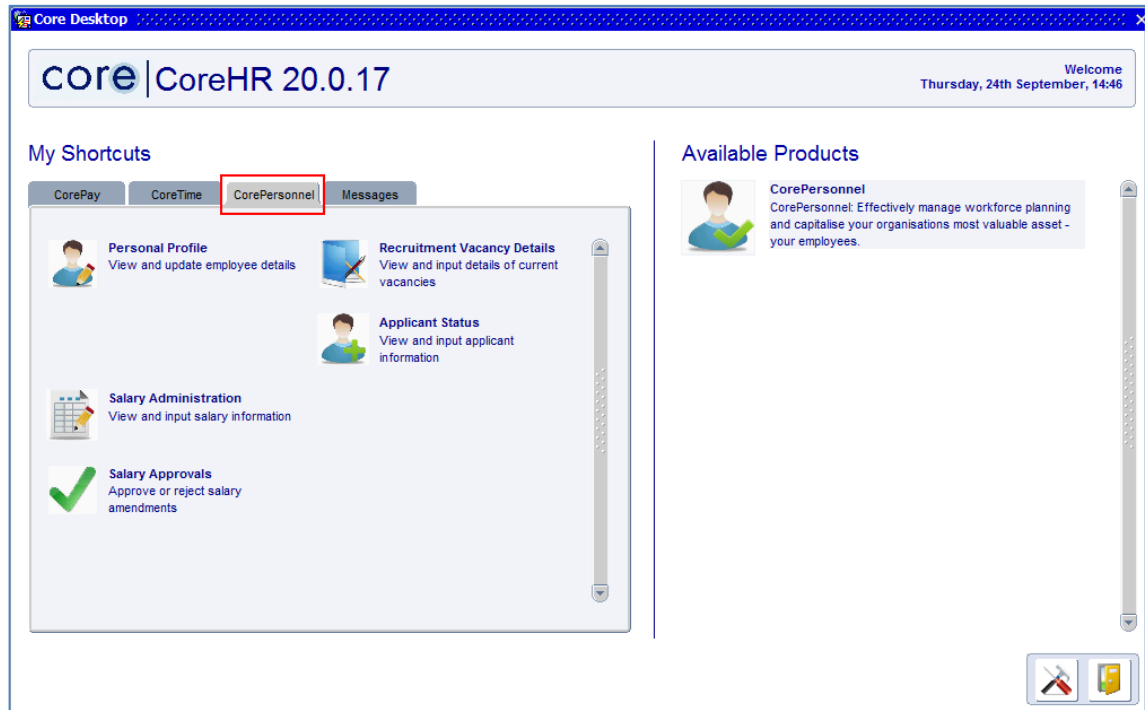 Core Desktop
core CoreHR 20.0.17
Welcome
Thursday, 24th September, 14:46
My Shortcuts
CorePay CoreTime CorePersonnel Messages
Personal Profile
View and update employee details
Recruitment Vacancy Details
View and input details of current
vacancies
Applicant Status
View and input applicant
information
Salary Administration
View and input salary information
Salary Approvals
Approve or reject salary
amendments
Available Products
CorePersonnel
CorePersonnel: Effectively manage workforce planning
and capitalise your organisations most valuable asset -
your employees.